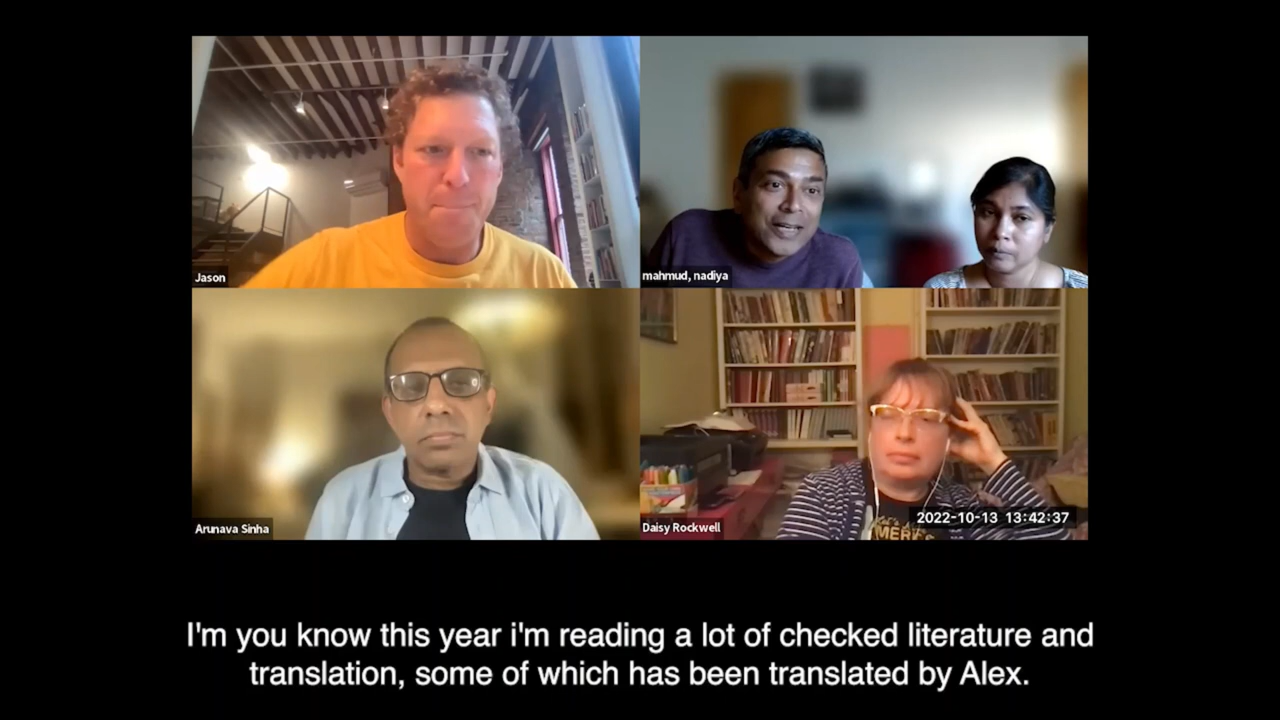 Jason
mahmud, nadiya
Arunava Sinha
Daisy Rockwell
2022-10-13 13:42:37
I'm you know this year i'm reading a lot of checked literature and
translation, some of which has been translated by Alex.